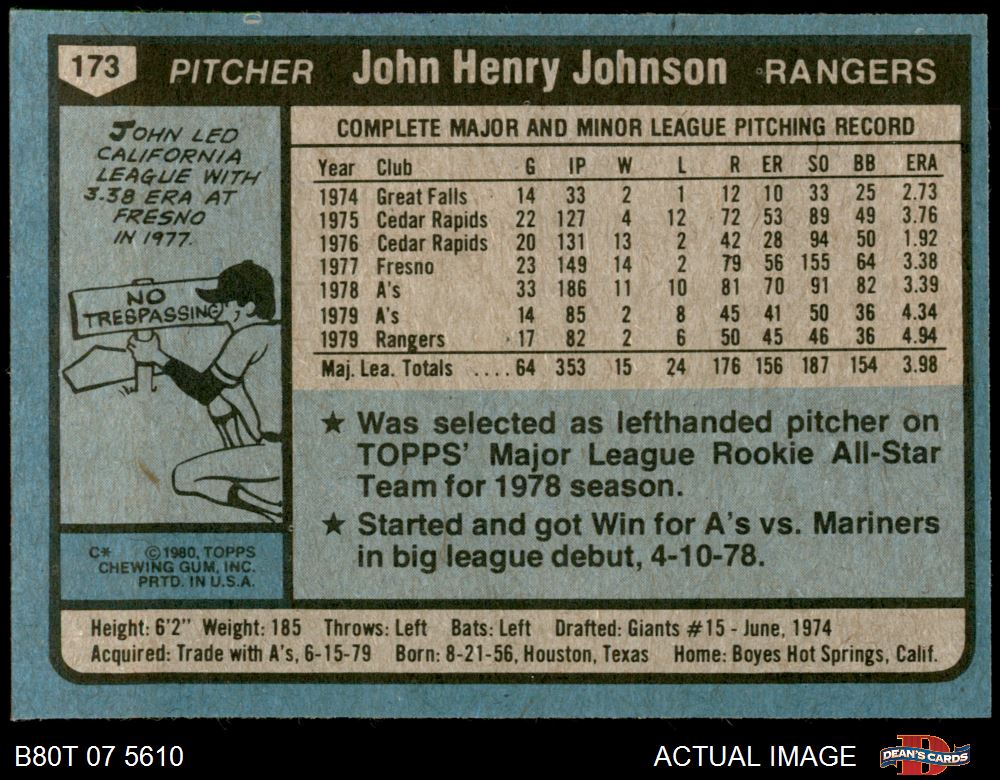 173 PITCHER John Henry Johnson RANGERS
JOHN LED
CALIFORNIA
LEAGUE WITH
3.38 ERA AT
FRESNO
IN 1977.
NO
TRESPASSING
C* ©1980, TOPPS
CHEWING GUM, INC.
PRTD. IN U.S.A.
COMPLETE MAJOR AND MINOR LEAGUE PITCHING RECORD
Year Club G IP W L R ER SO BB ERA
1974 Great Falls 14 33 2 1 12 10 33 25 2.73
1975 Cedar Rapids 22 127 4 12 72 53 89 49 3.76
1976 Cedar Rapids 20 131 13 2 42 28 94 50 1.92
1977 Fresno 23 149 14 2 79 56 155 64 3.38
1978 A's 33 186 11 10 81 70 91 82 3.39
1979 A's 14 85 2 8 45 41 50 36 4.34
1979 Rangers 17 82 2 6 50 45 46 36 4.94
Maj. Lea. Totals ....64 353 15 24 176 156 187 154 3.98
★ Was selected as lefthanded pitcher on
TOPPS' Major League Rookie All-Star
Team for 1978 season.
★ Started and got Win for A's vs. Mariners
in big league debut, 4-10-78.
Height: 6'2" Weight: 185 Throws: Left Bats: Left Drafted: Giants #15 - June, 1974
Acquired: Trade with A's, 6-15-79 Born: 8-21-56, Houston, Texas Home: Boyes Hot Springs, Calif.
B80T 07 5610 ACTUAL IMAGE DEAN'S CARDS